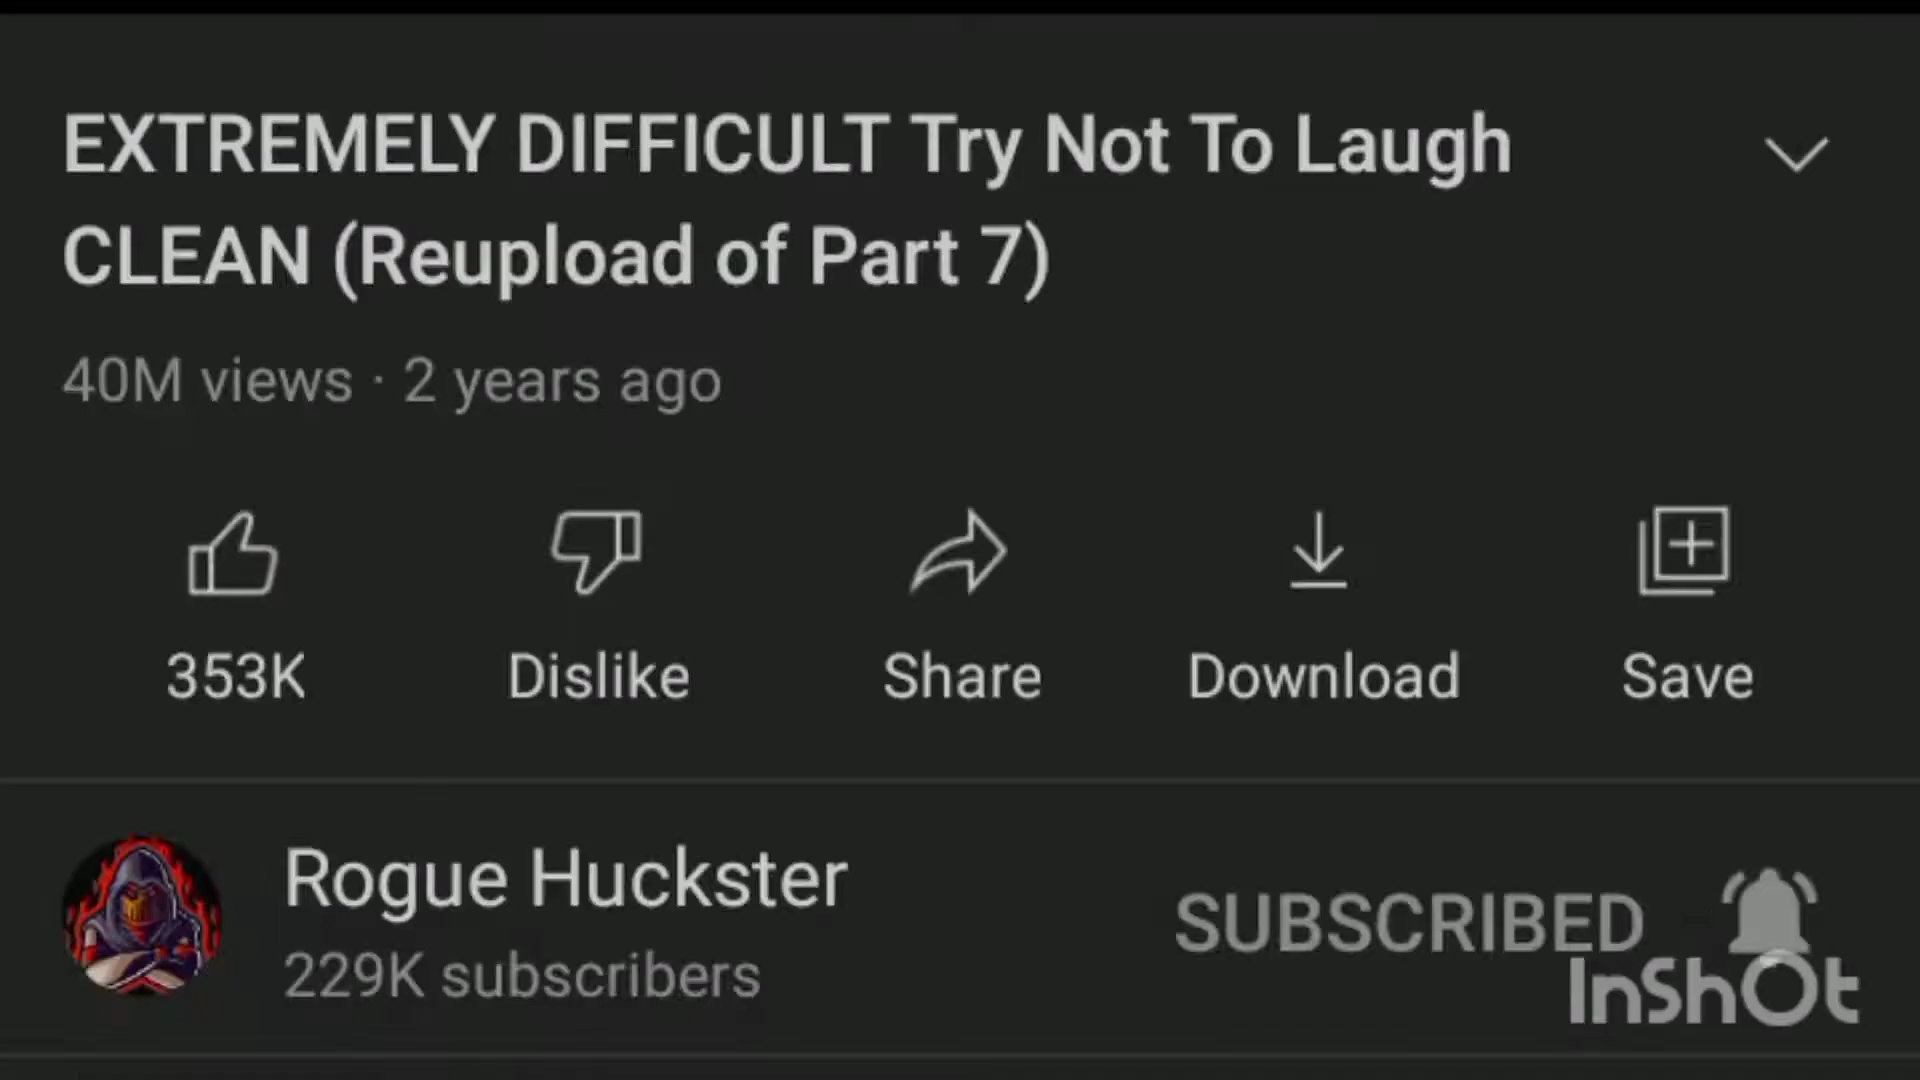 EXTREMELY DIFFICULT Try Not To Laugh
CLEAN (Reupload of Part 7)
40M views · 2 years ago
353K
Dislike
Share
Download
Save
Rogue Huckster
229K subscribers
SUBSCRIBED
InShOt